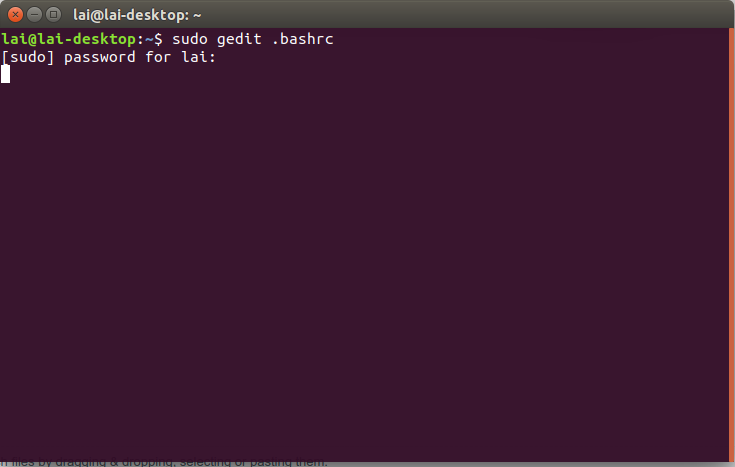 lai@lai-desktop: ~
lai@lai-desktop:~$ sudo gedit .bashrc
[sudo] password for lai:
n files by dragging & dropping, selecting or pasting them.